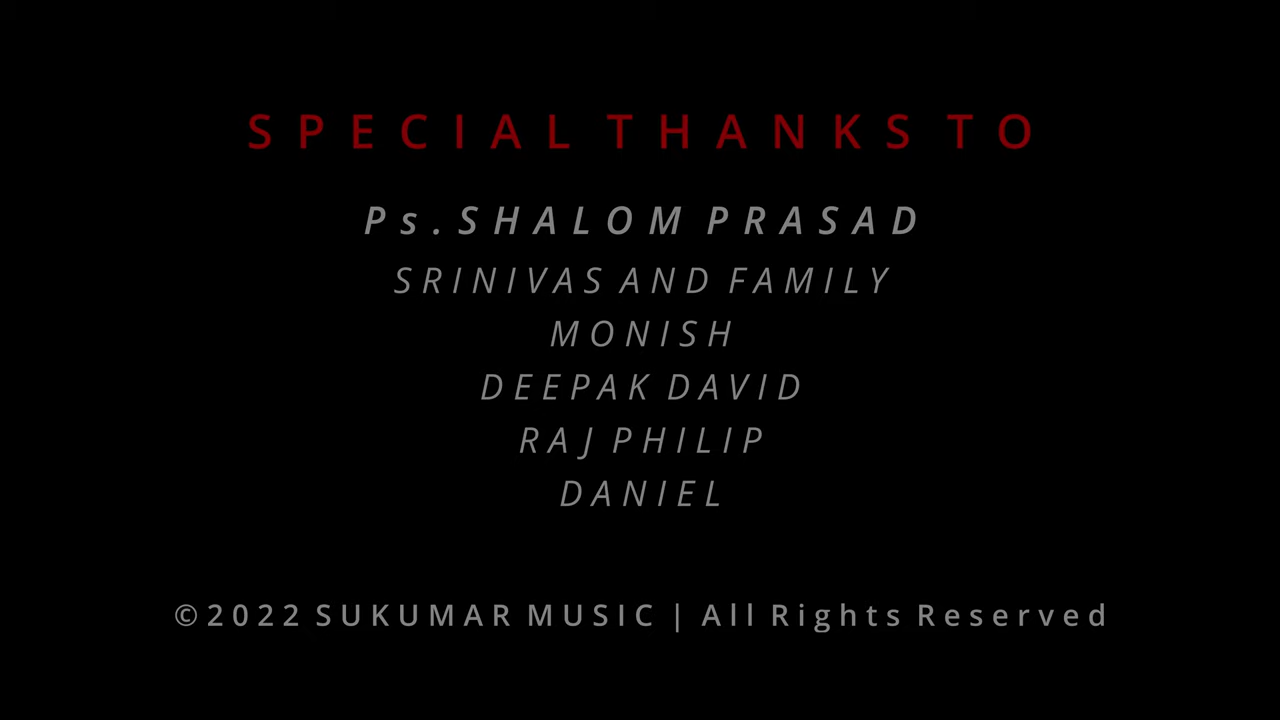 SPECIAL THANKS TO
Ps. SHALOM PRASAD
SRINIVAS AND FAMILY
MONISH
DEEPAK DAVID
RAJ PHILIP
DANIEL
©2022 SUKUMAR MUSIC | All Rights Reserved